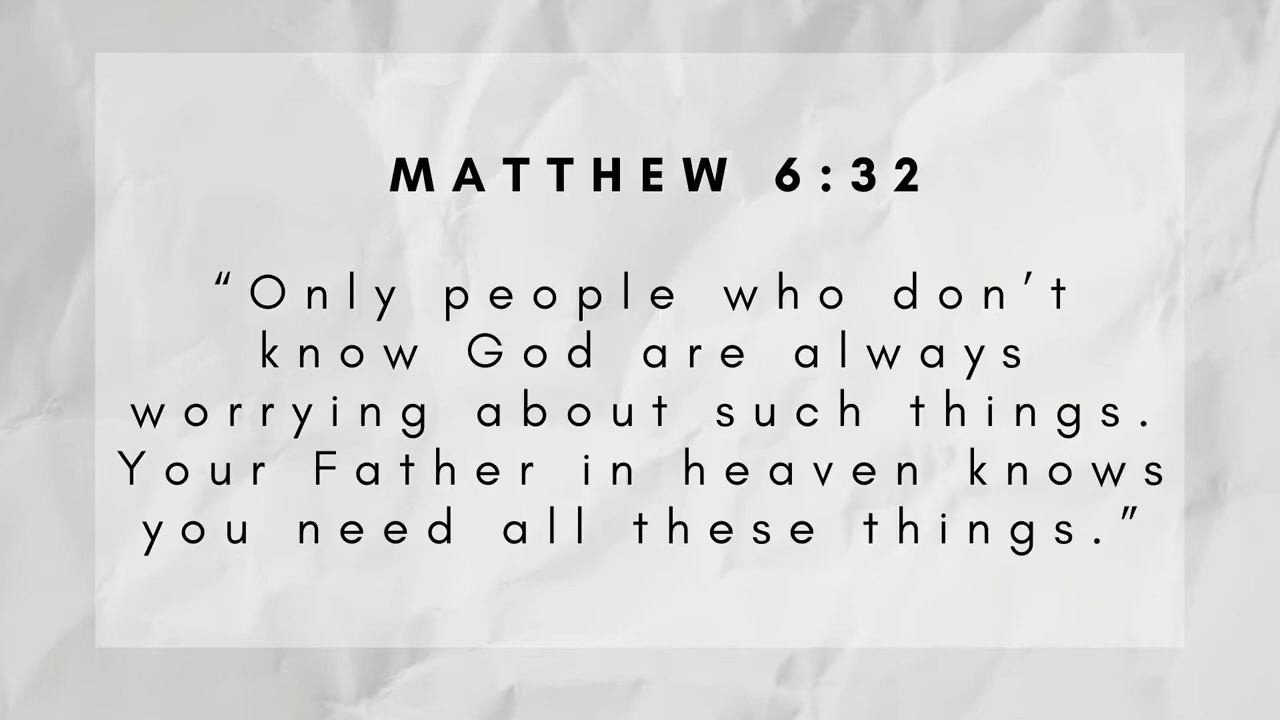 MATTHEW 6:32
“Only people who don’t
know God are always
worrying about such things.
Your Father in heaven knows
you need all these things.”